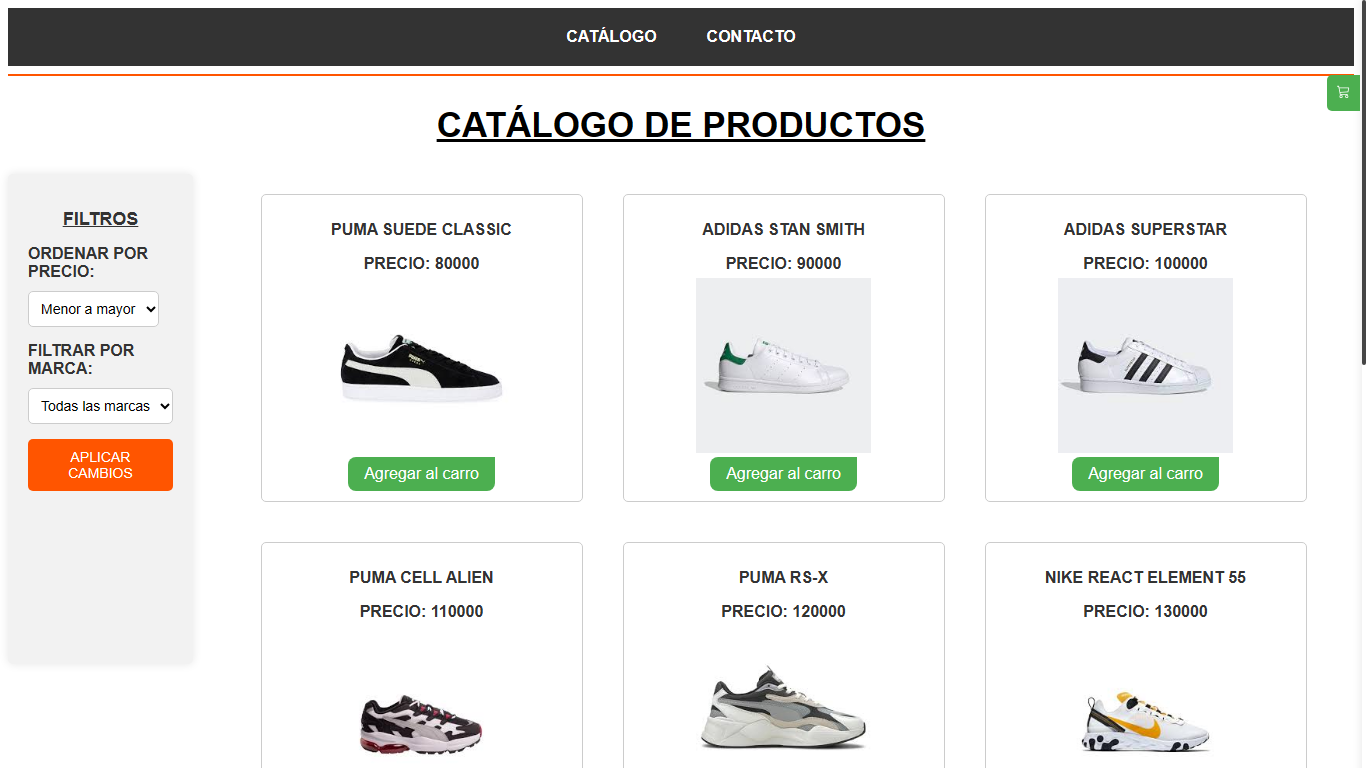 CATÁLOGO CONTACTO
CATÁLOGO DE PRODUCTOS
FILTROS
ORDENAR POR
PRECIO:
Menor a mayor
FILTRAR POR
MARCA:
Todas las marcas
APLICAR
CAMBIOS
PUMA SUEDE CLASSIC
PRECIO: 80000
Agregar al carro
ADIDAS STAN SMITH
PRECIO: 90000
Agregar al carro
ADIDAS SUPERSTAR
PRECIO: 100000
Agregar al carro
PUMA CELL ALIEN
PRECIO: 110000
PUMA RS-X
PRECIO: 120000
NIKE REACT ELEMENT 55
PRECIO: 130000